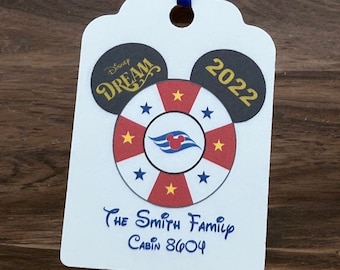 Disney
DREAM
2022
The Smith Family
Cabin 8604